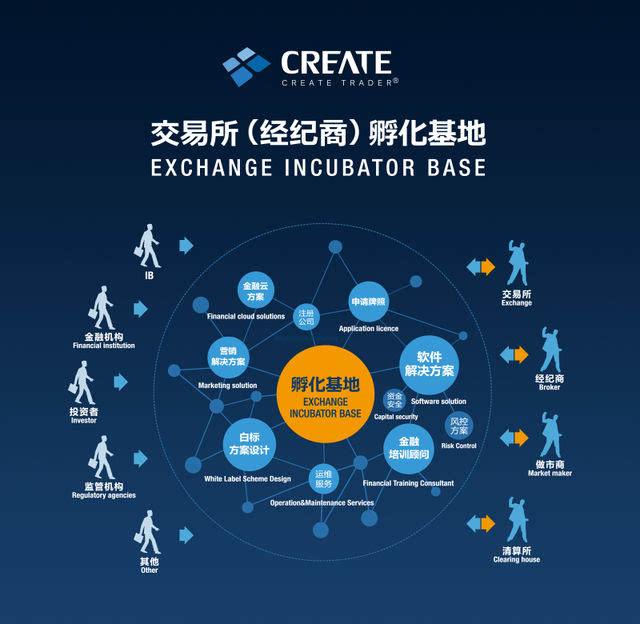 CREATE
CREATE TRADER®
交易所（经纪商）孵化基地
EXCHANGE INCUBATOR BASE
IB
金融机构
Financial institution
投资者
Investor
监管机构
Regulatory agencies
其他
Other
金融云
方案
Financial cloud solutions
注册
公司
申请牌照
Application licence
营销
解决方案
Marketing solution
孵化基地
EXCHANGE
INCUBATOR BASE
软件
解决方案
Software solution
资金
安全
Capital security
风控
方案
Risk Control
白标
方案设计
White Label Scheme Design
运维
服务
Operation&Maintenance Services
金融
培训顾问
Financial Training Consultant
交易所
Exchange
经纪商
Broker
做市商
Market maker
清算所
Clearing house